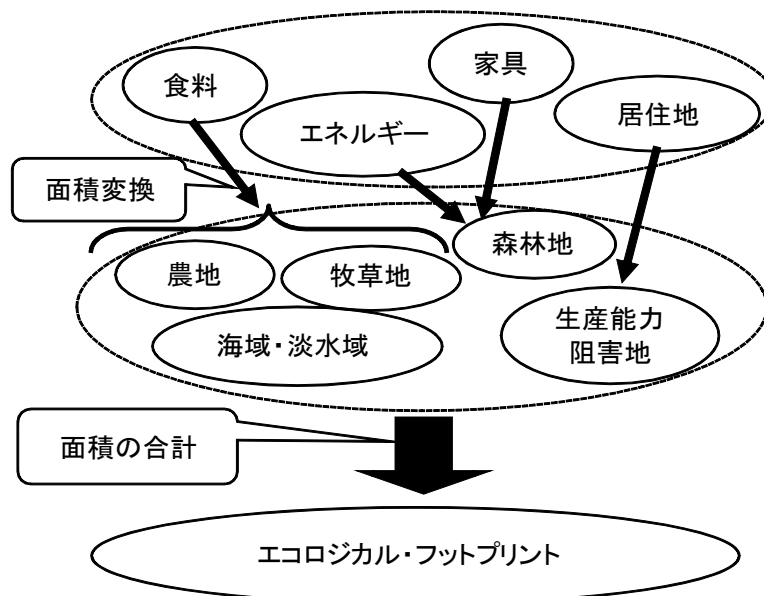 食料
家具
エネルギー
居住地
面積変換
農地
牧草地
森林地
海域・淡水域
生産能力
阻害地
面積の合計
エコロジカル・フットプリント